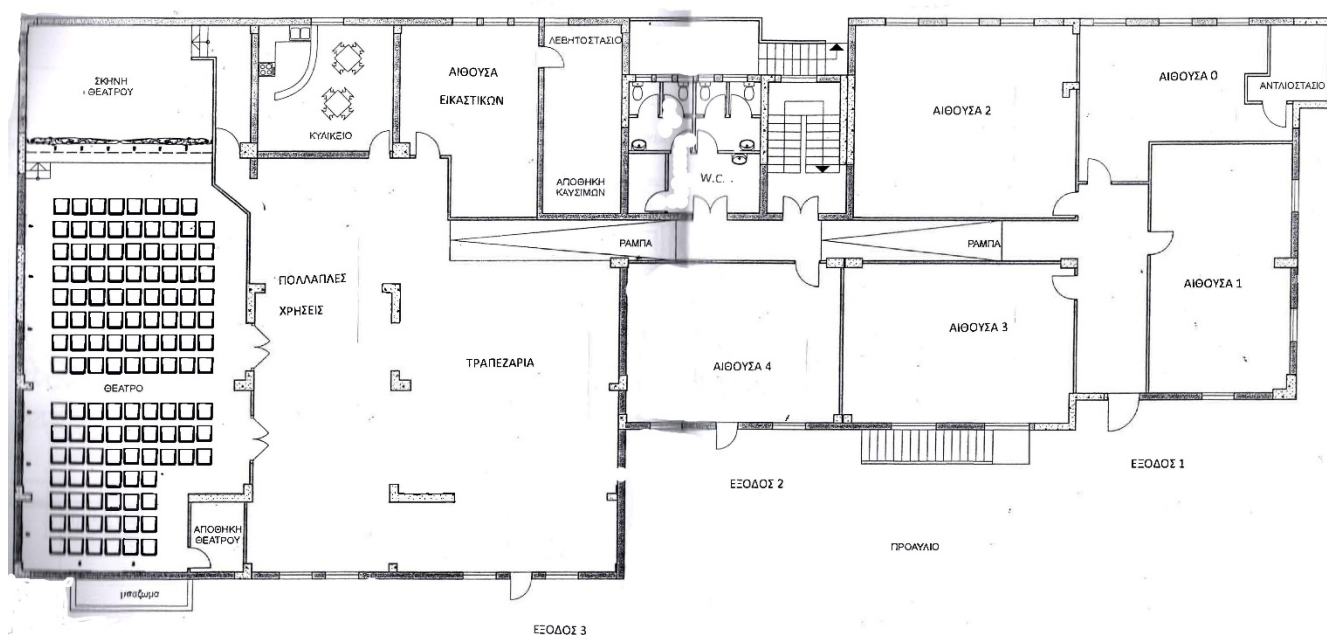 ΣΚΗΝΗ
ΘΕΑΤΡΟΥ
ΚΥΛΙΚΕΙΟ
ΑΙΘΟΥΣΑ
ΕΙΚΑΣΤΙΚΩΝ
ΛΕΒΗΤΟΣΤΑΣΙΟ
ΑΠΟΘΗΚΗ
ΚΑΥΣΙΜΩΝ
W.C.
ΑΙΘΟΥΣΑ 2
ΑΙΘΟΥΣΑ 0
ΑΝΤΛΙΟΣΤΑΣΙΟ
ΡΑΜΠΑ
ΡΑΜΠΑ
ΠΟΛΛΑΠΛΕΣ
ΧΡΗΣΕΙΣ
ΑΙΘΟΥΣΑ 1
ΑΙΘΟΥΣΑ 3
ΤΡΑΠΕΖΑΡΙΑ
ΑΙΘΟΥΣΑ 4
ΘΕΑΤΡΟ
ΕΞΟΔΟΣ 1
ΕΞΟΔΟΣ 2
ΑΠΟΘΗΚΗ
ΘΕΑΤΡΟΥ
ΠΡΟΑΥΛΙΟ
ΕΞΟΔΟΣ 3